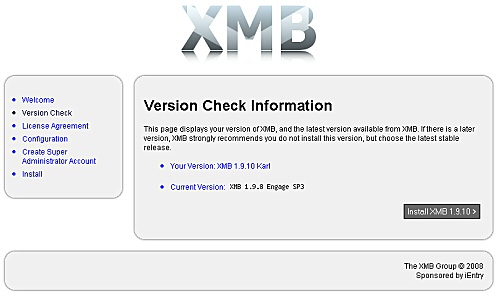 XMB
Welcome
Version Check
License Agreement
Configuration
Create Super
Administrator Account
Install
Version Check Information
This page displays your version of XMB, and the latest version available from XMB. If there is a later
version, XMB strongly recommends you do not install this version, but choose the latest stable
release.
Your Version: XMB 1.9.10 Karl
Current Version: XMB 1.9.8 Engage SP3
Install XMB 1.9.10 >
The XMB Group © 2008
Sponsored by iEntry